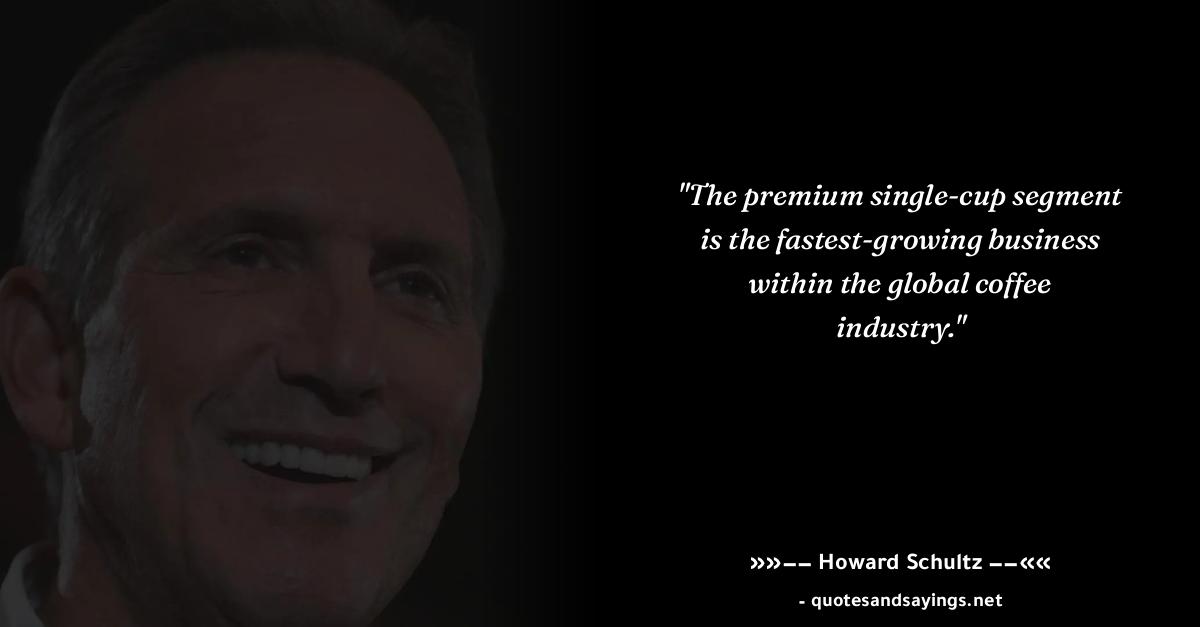 "The premium single-cup segment
is the fastest-growing business
within the global coffee
industry."
»»–– Howard Schultz ––««
- quotesandsayings.net